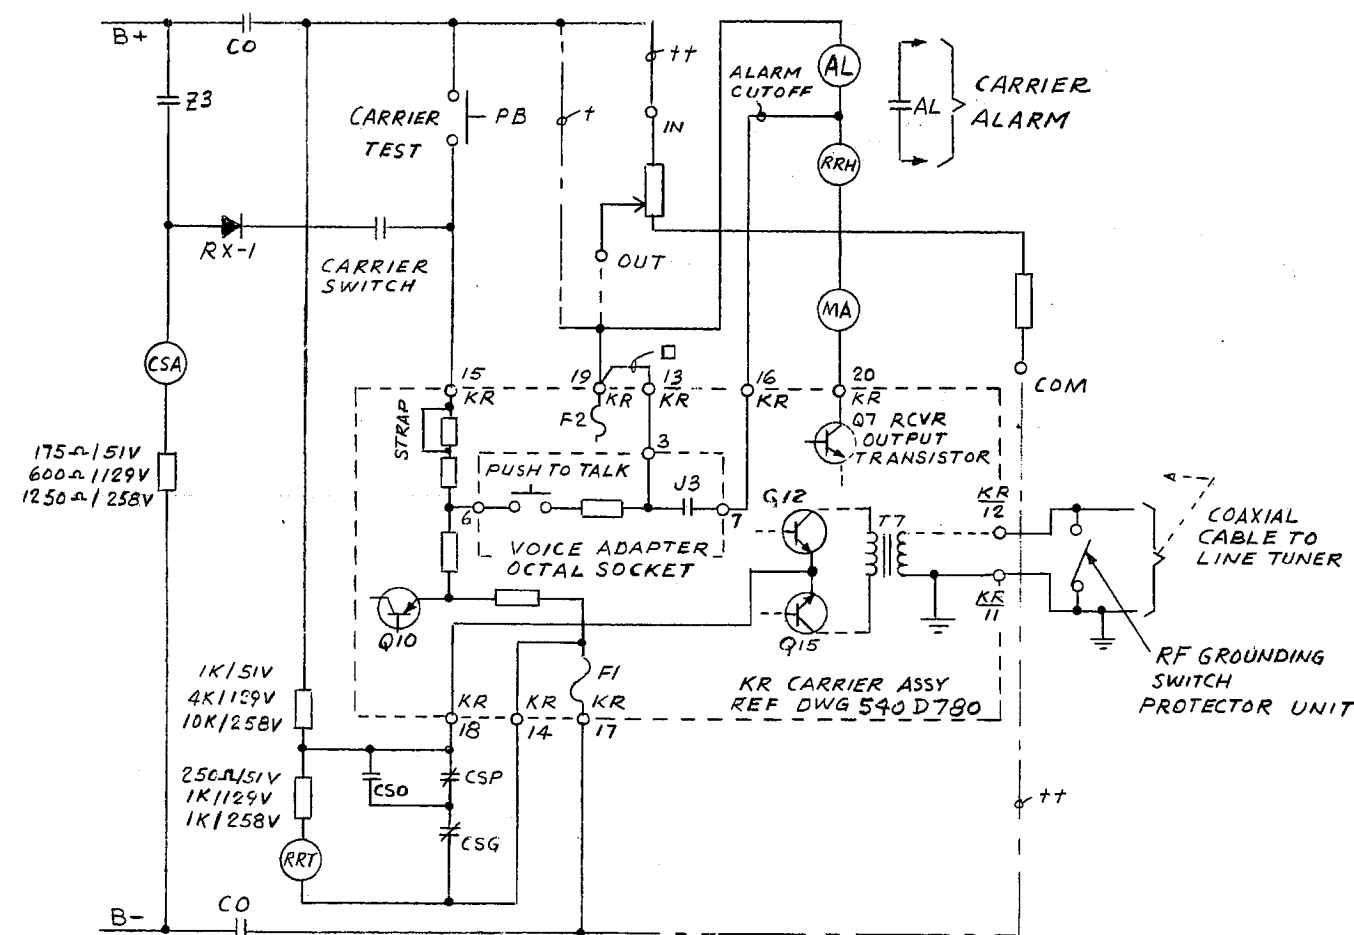 B+
CO
Z3
CARRIER
TEST
PB
†
††
IN
ALARM
CUTOFF
AL
AL
CARRIER
ALARM
RRH
RX-1
CARRIER
SWITCH
OUT
MA
CSA
175Ω/51V
600Ω/129V
1250Ω/258V
15
KR
19
KR
13
KR
16
KR
20
KR
COM
STRAP
F2
3
Q7 RCVR
OUTPUT
TRANSISTOR
PUSH TO TALK
J3
6
7
VOICE ADAPTER
OCTAL SOCKET
Q12
T7
KR
12
KR
11
COAXIAL
CABLE TO
LINE TUNER
Q10
Q15
F1
KR CARRIER ASSY
REF DWG 540D780
RF GROUNDING
SWITCH
PROTECTOR UNIT
1K/51V
4K/129V
10K/258V
KR
18
KR
14
KR
17
250Ω/51V
1K/129V
1K/258V
CSO
CSP
CSG
††
RRT
B-
CO